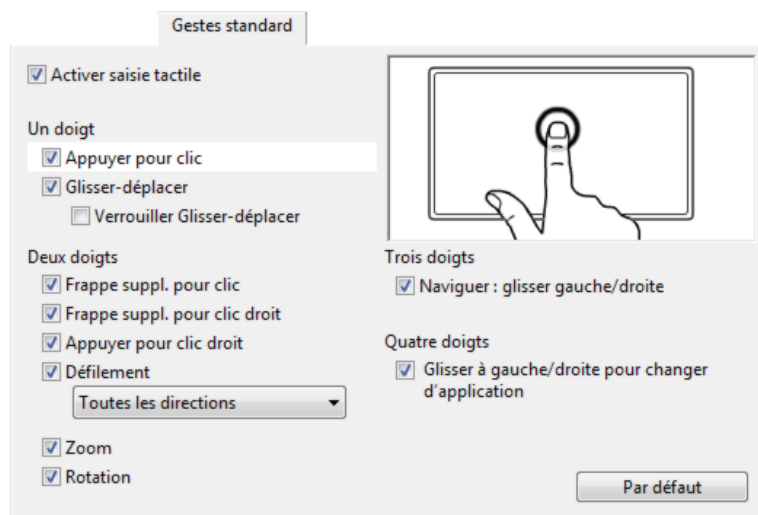 Gestes standard
Activer saisie tactile
Un doigt
Appuyer pour clic
Glisser-déplacer
Verrouiller Glisser-déplacer
Deux doigts
Frappe suppl. pour clic
Frappe suppl. pour clic droit
Appuyer pour clic droit
Défilement
Toutes les directions
Zoom
Rotation
Trois doigts
Naviguer : glisser gauche/droite
Quatre doigts
Glisser à gauche/droite pour changer
d'application
Par défaut